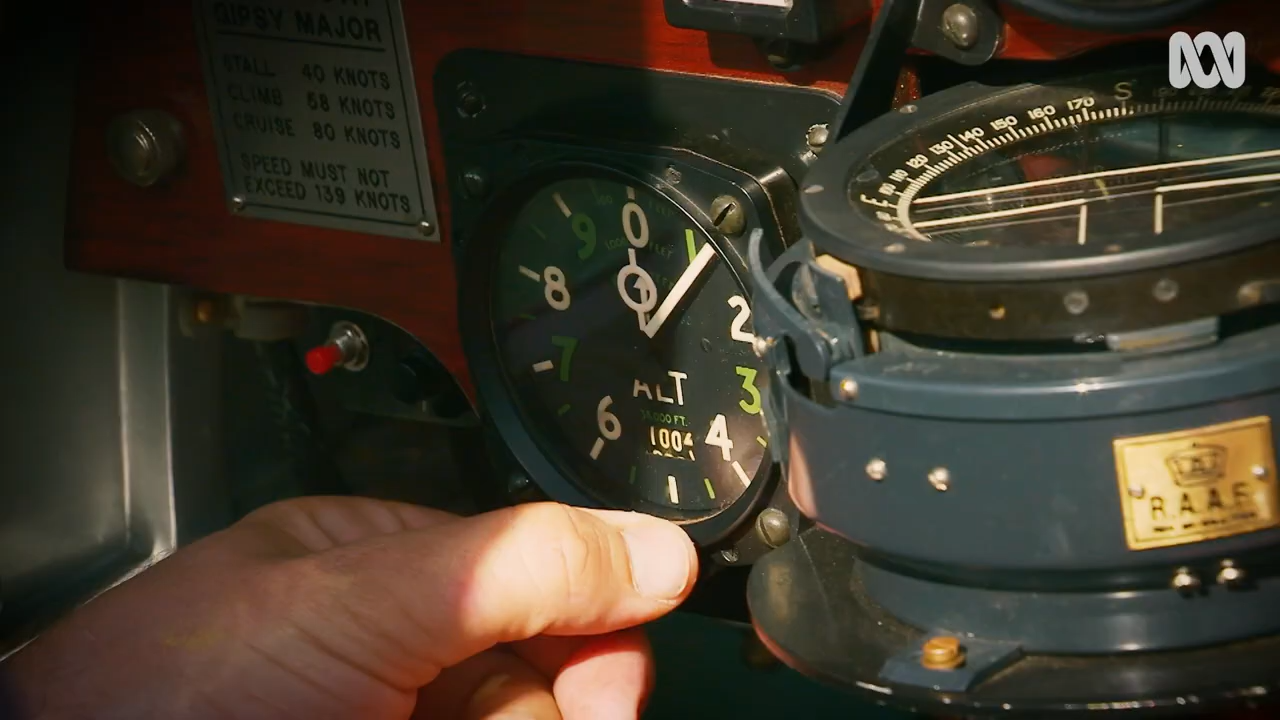 GIPSY MAJOR
STALL 40 KNOTS
CLIMB 58 KNOTS
CRUISE 80 KNOTS
SPEED MUST NOT
EXCEED 139 KNOTS
0
9
8
7
6
2
3
4
ALT
1004
E
110
120
130
140
150
160
170
S
R.A.A.F.